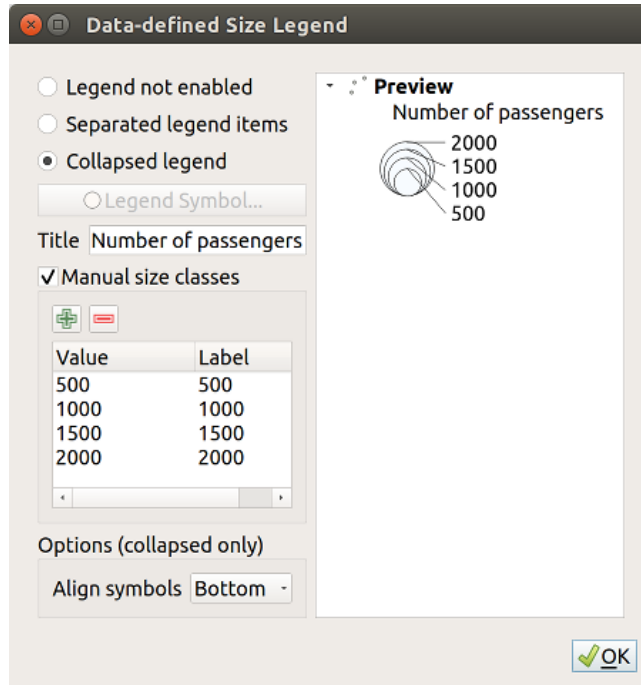 Data-defined Size Legend
Legend not enabled
Separated legend items
Collapsed legend
Legend Symbol...
Title Number of passengers
Manual size classes
Value Label
500 500
1000 1000
1500 1500
2000 2000
Options (collapsed only)
Align symbols Bottom
Preview
Number of passengers
2000
1500
1000
500
OK